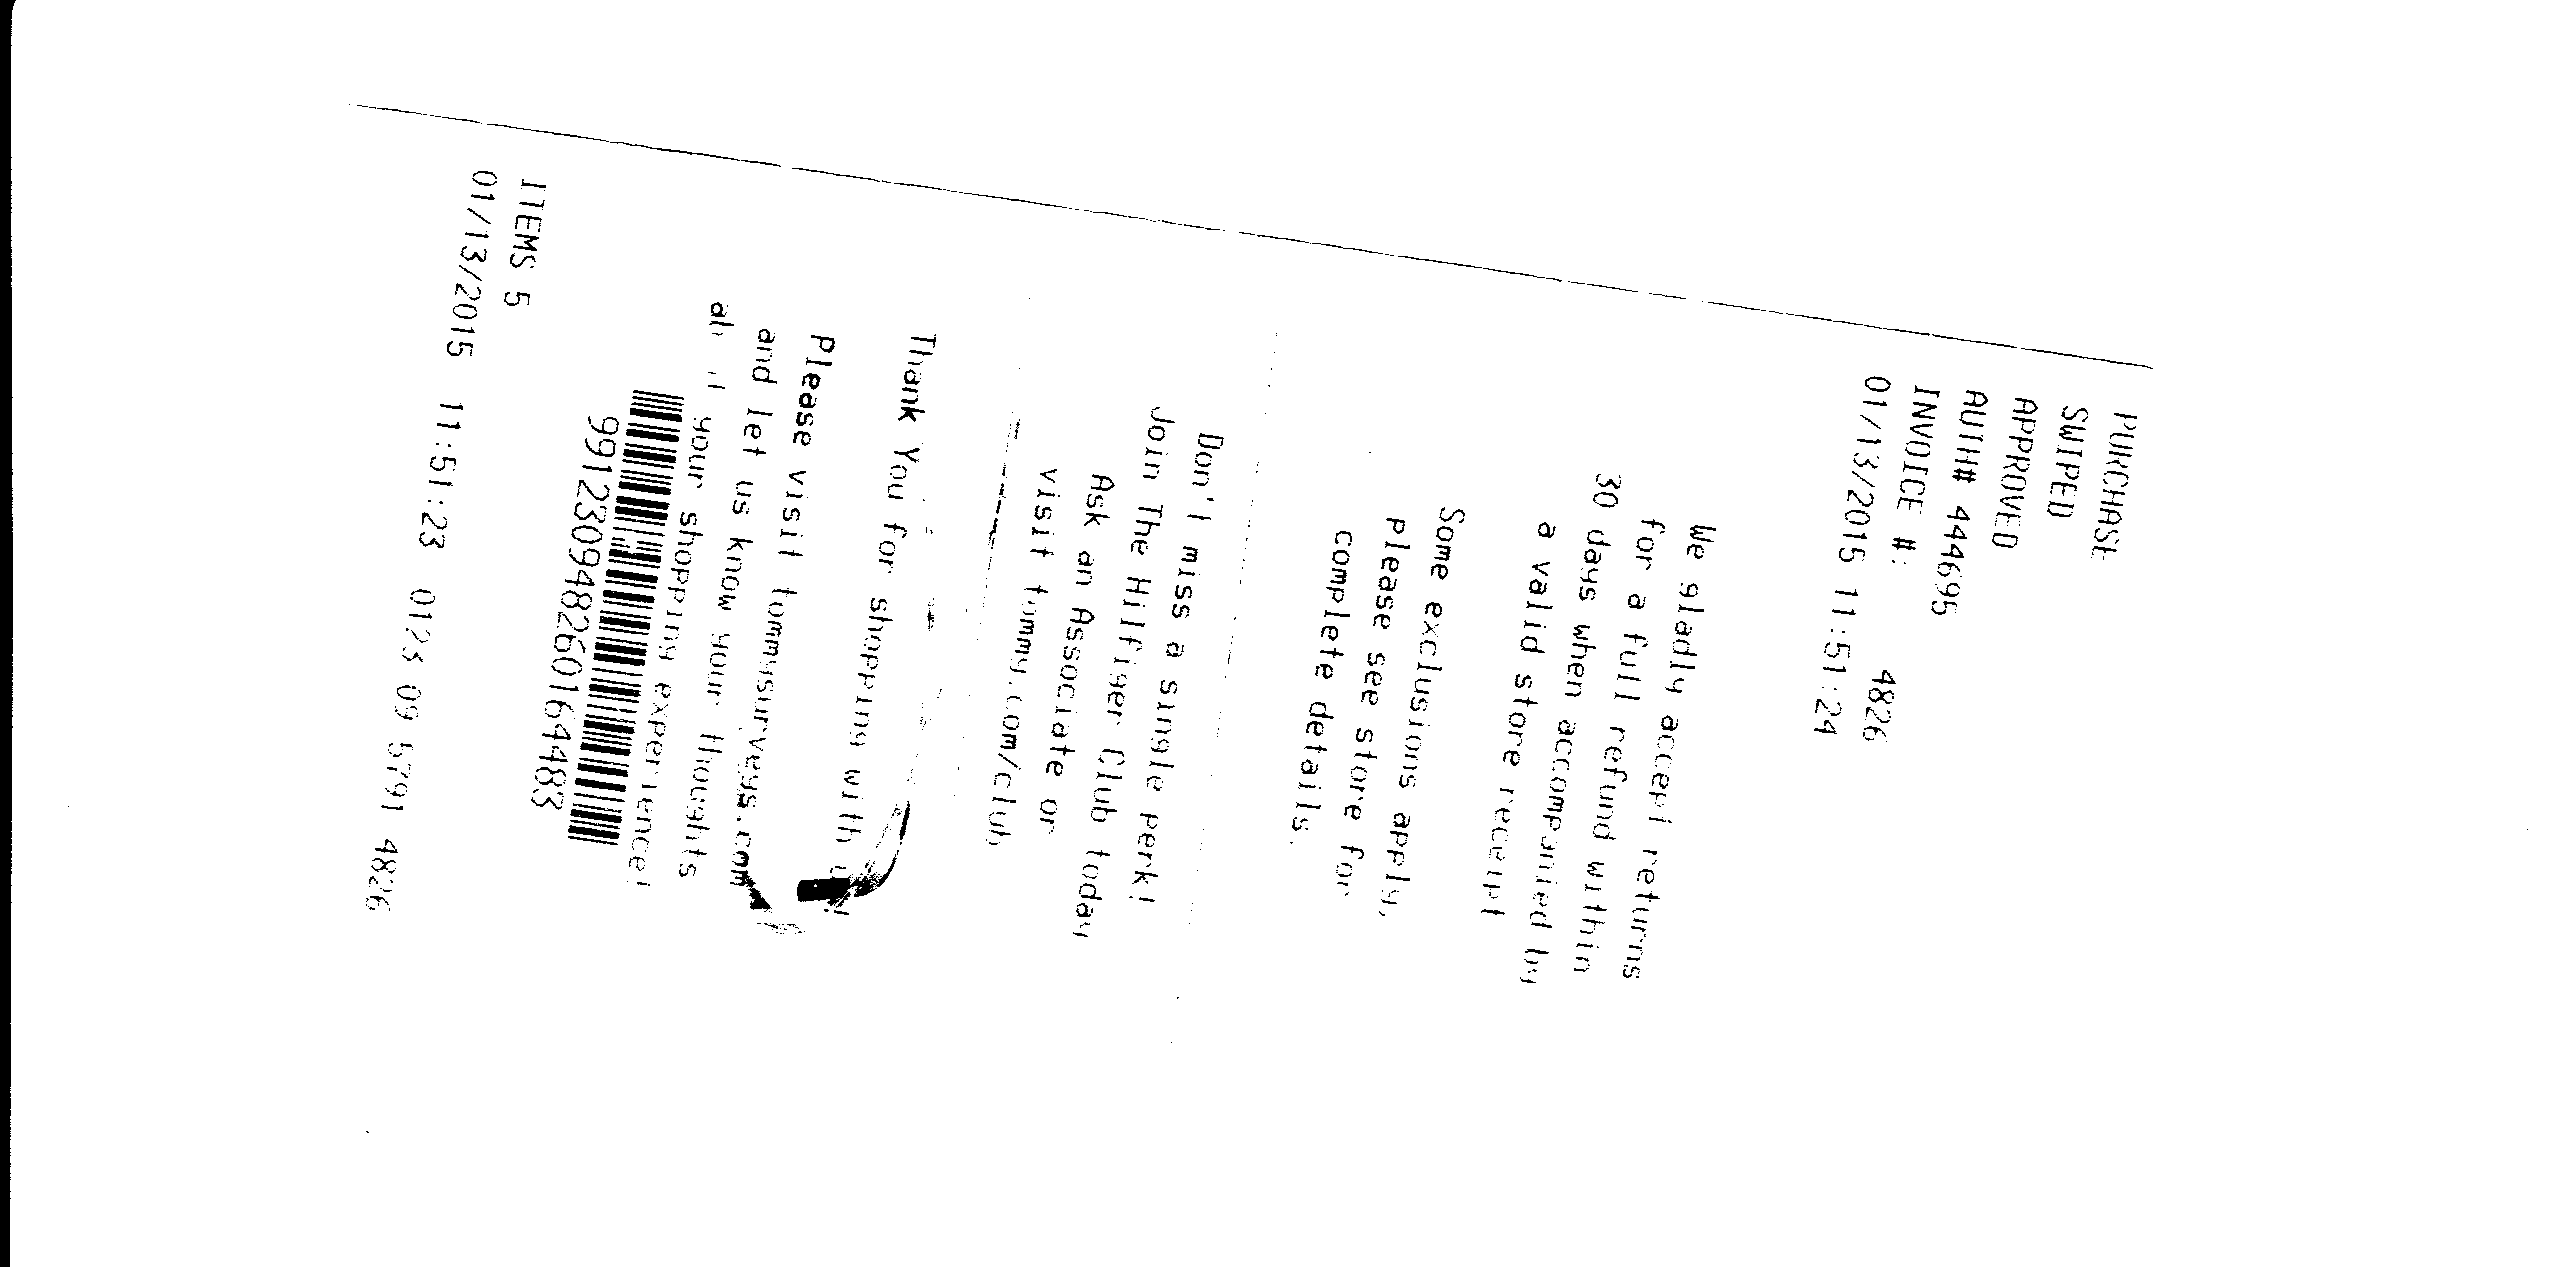 PURCHASE
SWIPED
APPROVED
AUTH# 444695
INVOICE #: 4826
01/13/2015 11:51:24
We gladly accept returns
for a full refund within
30 days when accompanied by
a valid store receipt
Some exclusions apply,
please see store for
complete details.
Don't miss a single perk!
Join The Hilfiger Club today
Ask an Associate or
visit tommy.com/club
Thank You for shopping with us!
Please visit tommysurveys.com
and let us know your thoughts
your shopping experience!
991230948260164483
ITEMS 5
01/13/2015 11:51:23 0123 09 5791 4826